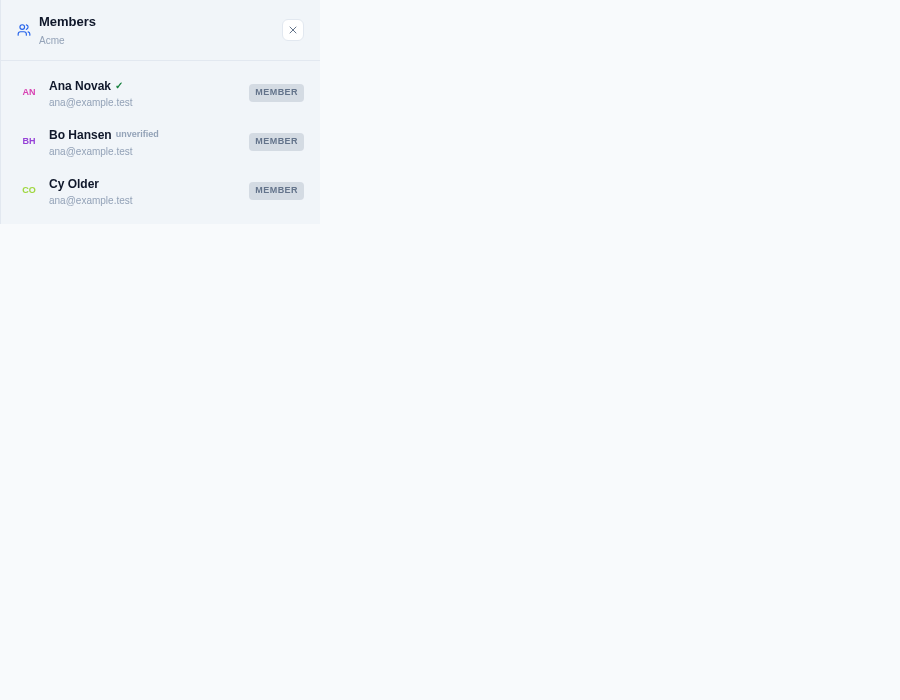 Members
Acme
AN Ana Novak ✓ MEMBER
ana@example.test
BH Bo Hansen unverified MEMBER
ana@example.test
CO Cy Older MEMBER
ana@example.test